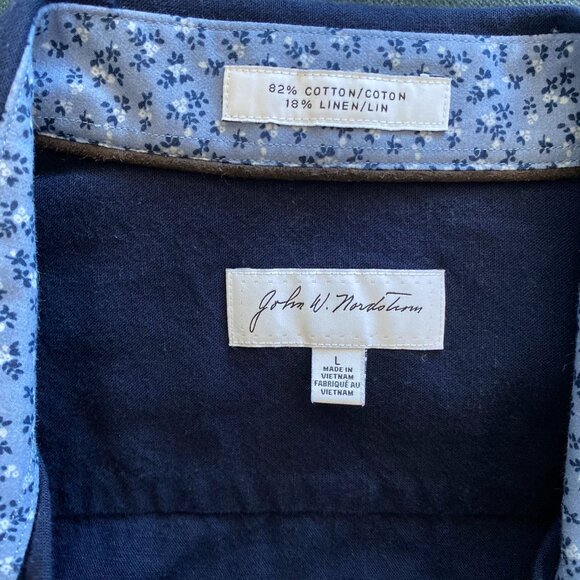 82% COTTON/COTON
18% LINEN/LIN
John W. Nordstrom
L
MADE IN
VIETNAM
FABRIQUÉ AU
VIETNAM